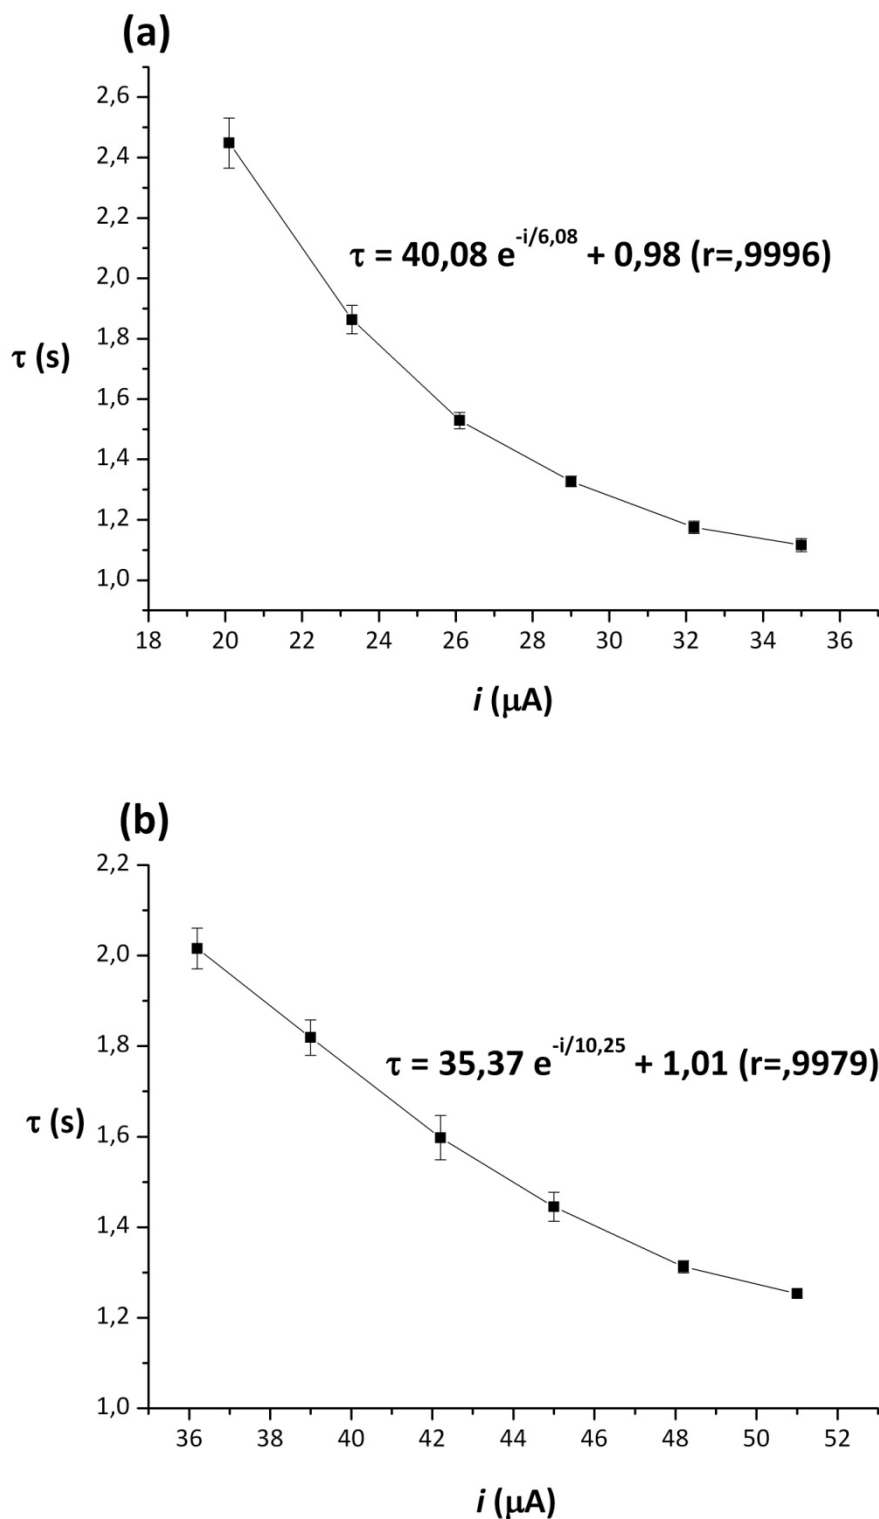 (a)
2,6
2,4
2,2
2,0
1,8
1,6
1,4
1,2
1,0
τ (s)
τ = 40,08 e^-i/6,08 + 0,98 (r=,9996)
18 20 22 24 26 28 30 32 34 36
i (µA)
(b)
2,2
2,0
1,8
1,6
1,4
1,2
1,0
τ (s)
τ = 35,37 e^-i/10,25 + 1,01 (r=,9979)
36 38 40 42 44 46 48 50 52
i (µA)